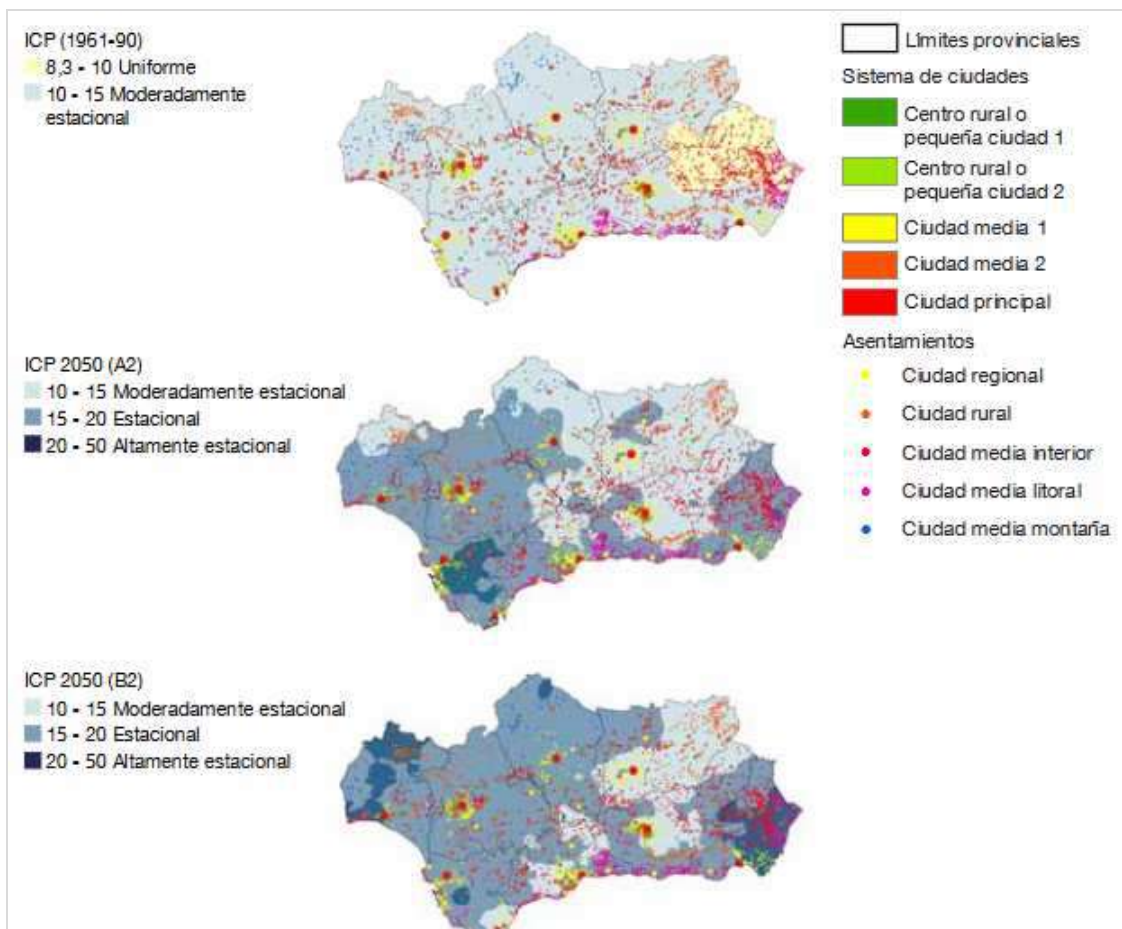 ICP (1961-90)
8,3 - 10 Uniforme
10 - 15 Moderadamente
estacional
ICP 2050 (A2)
10 - 15 Moderadamente estacional
15 - 20 Estacional
20 - 50 Altamente estacional
ICP 2050 (B2)
10 - 15 Moderadamente estacional
15 - 20 Estacional
20 - 50 Altamente estacional
Límites provinciales
Sistema de ciudades
Centro rural o
pequeña ciudad 1
Centro rural o
pequeña ciudad 2
Ciudad media 1
Ciudad media 2
Ciudad principal
Asentamientos
Ciudad regional
Ciudad rural
Ciudad media interior
Ciudad media litoral
Ciudad media montaña